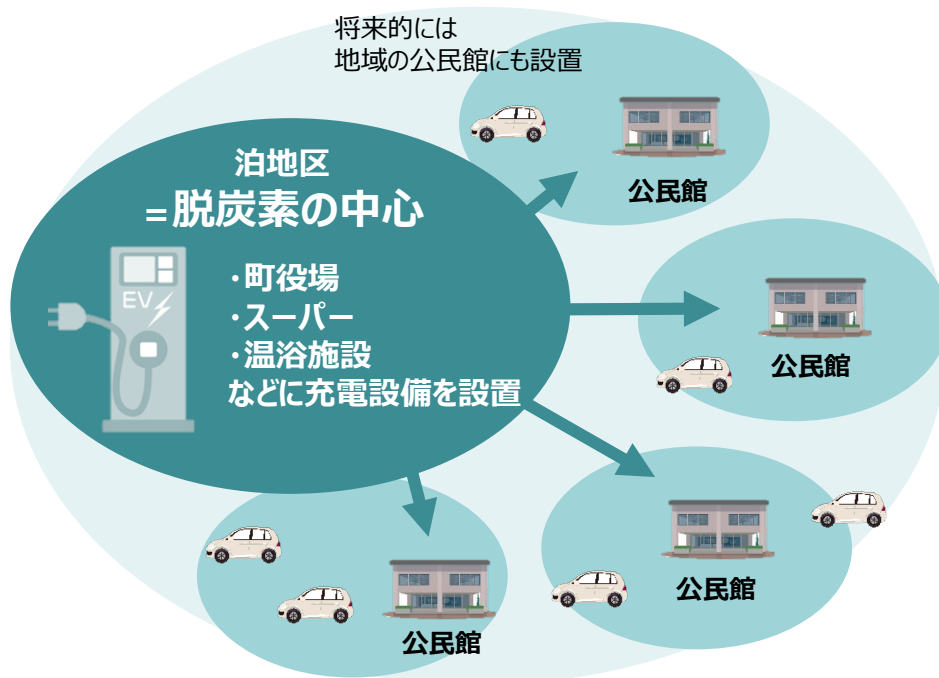 将来的には
地域の公民館にも設置
泊地区
=脱炭素の中心
・町役場
・スーパー
・温浴施設
などに充電設備を設置
EV
公民館
公民館
公民館
公民館